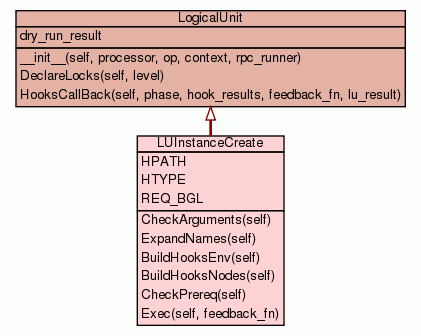 LogicalUnit
dry_run_result
__init__(self, processor, op, context, rpc_runner)
DeclareLocks(self, level)
HooksCallBack(self, phase, hook_results, feedback_fn, lu_result)
LUInstanceCreate
HPATH
HTYPE
REQ_BGL
CheckArguments(self)
ExpandNames(self)
BuildHooksEnv(self)
BuildHooksNodes(self)
CheckPrereq(self)
Exec(self, feedback_fn)